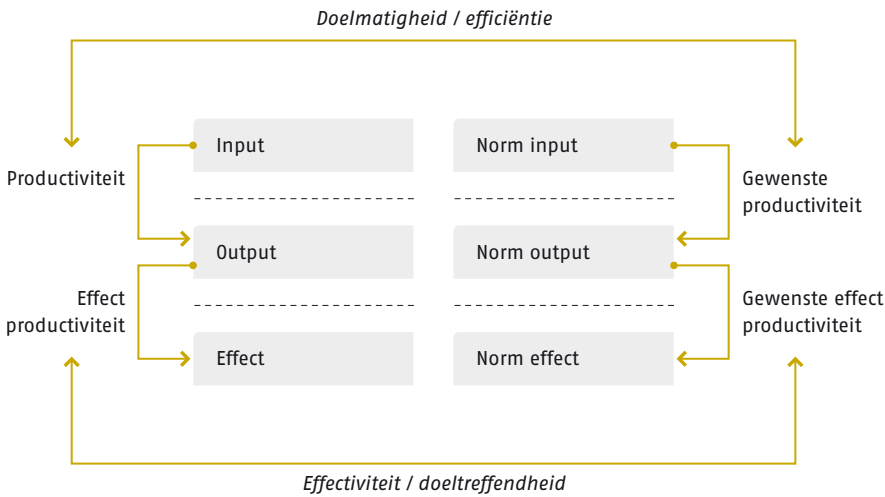 Doelmatigheid / efficiëntie
Input
Norm input
Productiviteit
Gewenste
productiviteit
Output
Norm output
Effect
productiviteit
Gewenste effect
productiviteit
Effect
Norm effect
Effectiviteit / doeltreffendheid